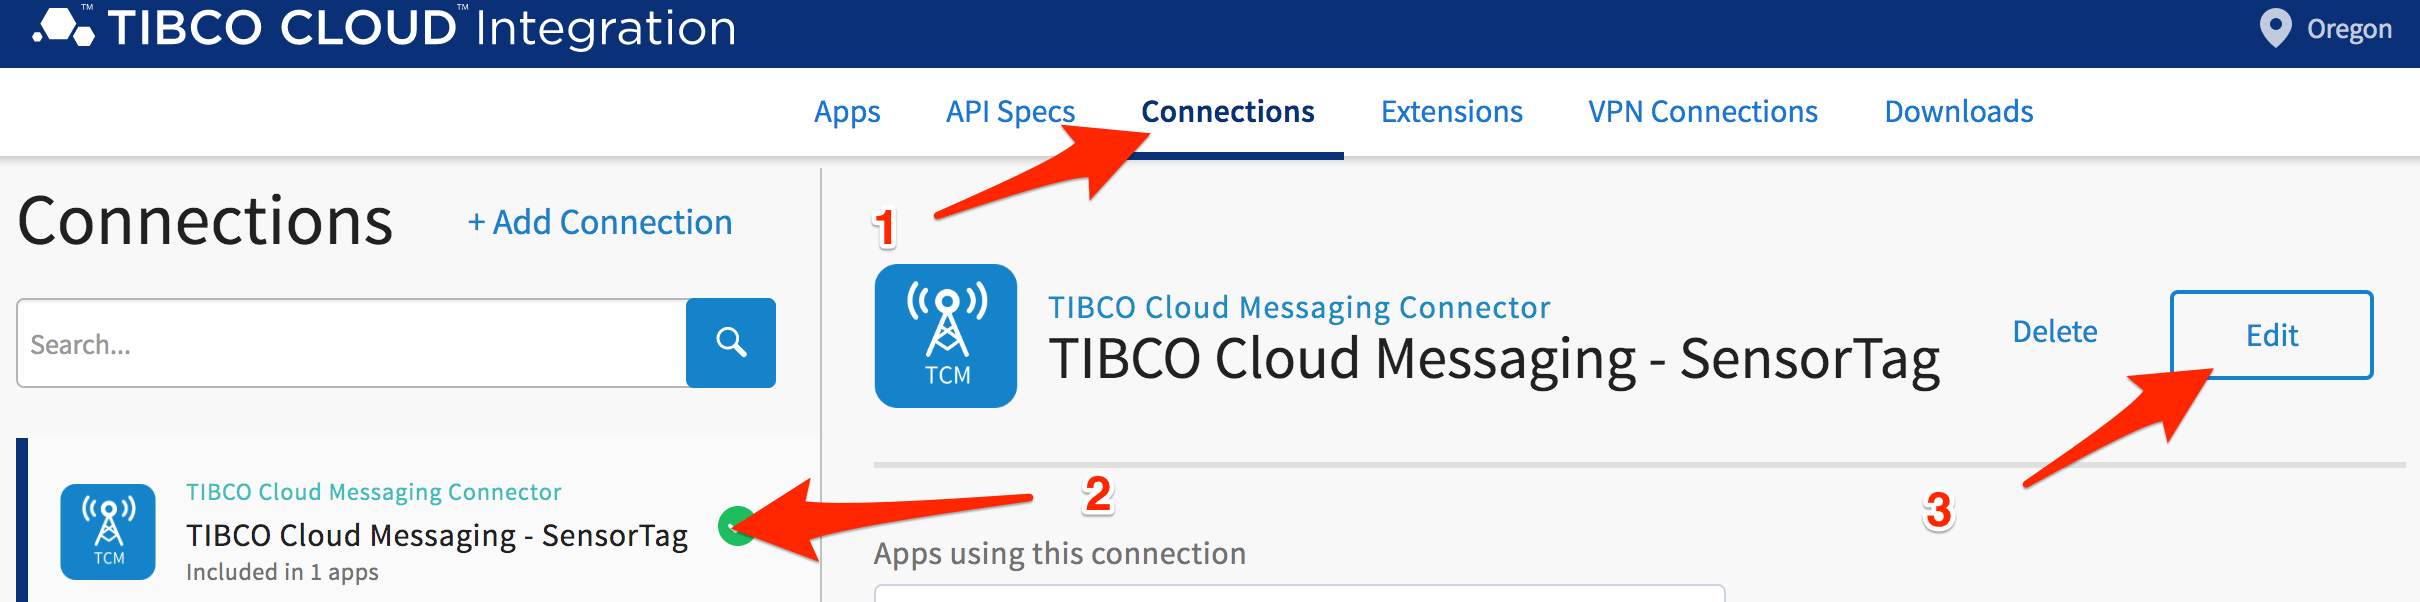 TIBCO CLOUD™ Integration
Oregon
Apps API Specs Connections Extensions VPN Connections Downloads
Connections + Add Connection
1
Search...
TCM
TIBCO Cloud Messaging Connector
TIBCO Cloud Messaging - SensorTag
Delete
Edit
TCM
TIBCO Cloud Messaging Connector
TIBCO Cloud Messaging - SensorTag
Included in 1 apps
2
3
Apps using this connection